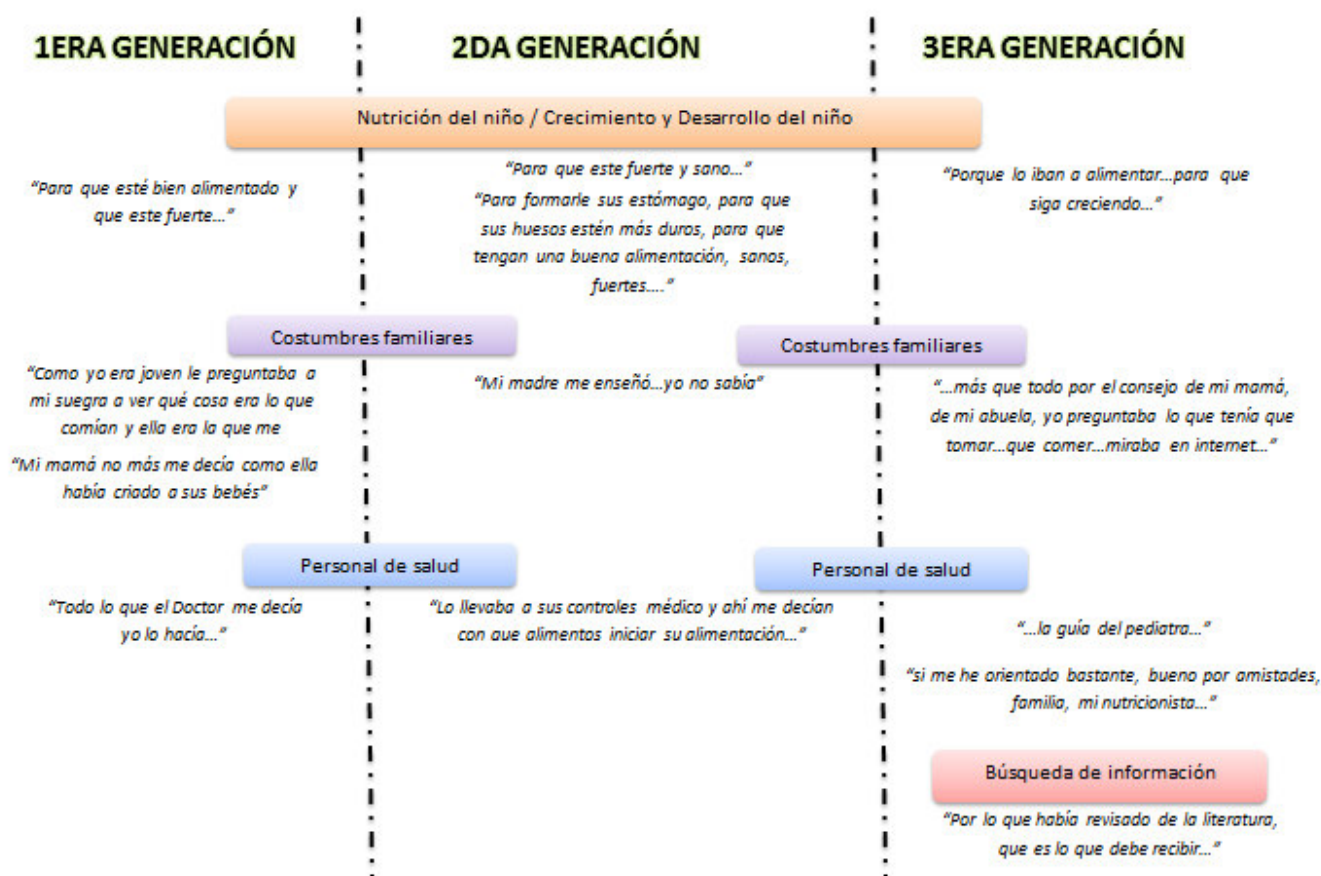 1ERA GENERACIÓN
2DA GENERACIÓN
3ERA GENERACIÓN
Nutrición del niño / Crecimiento y Desarrollo del niño
“Para que esté bien alimentado y
que este fuerte...”
“Para que este fuerte y sano...”
“Para formarle sus estómago, para que
sus huesos estén más duros, para que
tengan una buena alimentación, sanos,
fuertes....”
“Porque lo iban a alimentar...para que
siga creciendo...”
Costumbres familiares
Costumbres familiares
“Como yo era joven le preguntaba a
mi suegra a ver qué cosa era lo que
comían y ella era la que me
“Mi mamá no más me decía como ella
había criado a sus bebés”
“Mi madre me enseñó...yo no sabía”
“...más que todo por el consejo de mi mamá,
de mi abuela, yo preguntaba lo que tenía que
tomar...que comer...miraba en internet...”
Personal de salud
Personal de salud
“Todo lo que el Doctor me decía
yo lo hacía...”
“Lo llevaba a sus controles médico y ahí me decían
con que alimentos iniciar su alimentación...”
“...la guía del pediatra...”
“si me he orientado bastante, bueno por amistades,
familia, mi nutricionista...”
Búsqueda de información
“Por lo que había revisado de la literatura,
que es lo que debe recibir...”